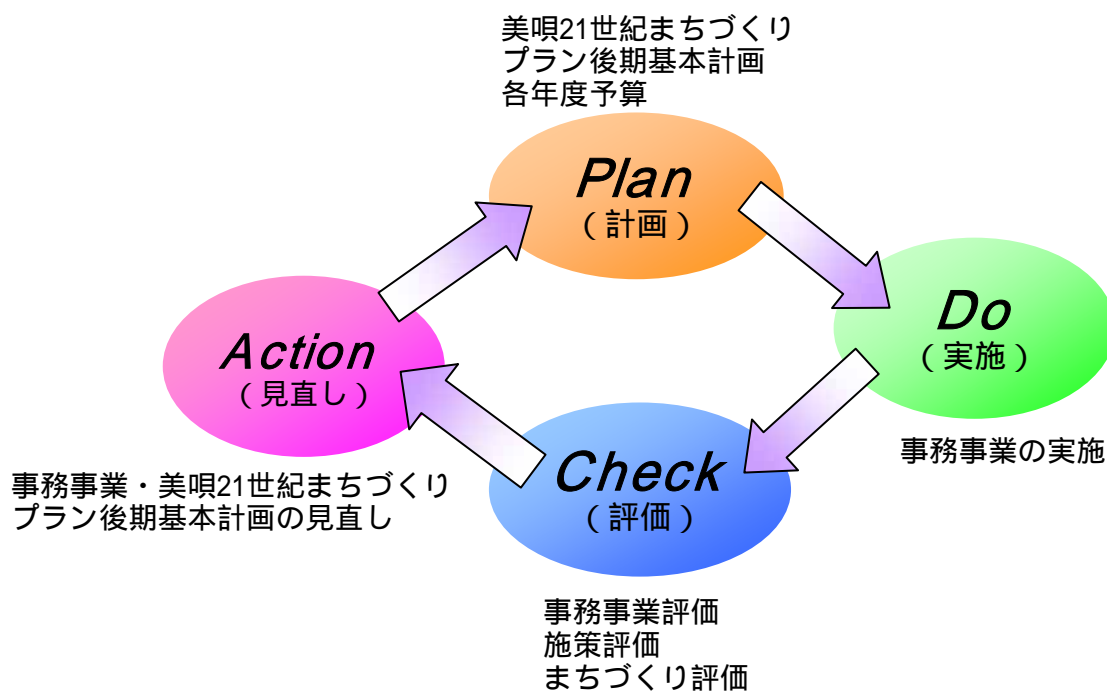 美唄21世紀まちづくり
プラン後期基本計画
各年度予算
Plan
(計画)
Do
(実施)
事務事業の実施
Check
(評価)
事務事業評価
施策評価
まちづくり評価
Action
(見直し)
事務事業・美唄21世紀まちづくり
プラン後期基本計画の見直し